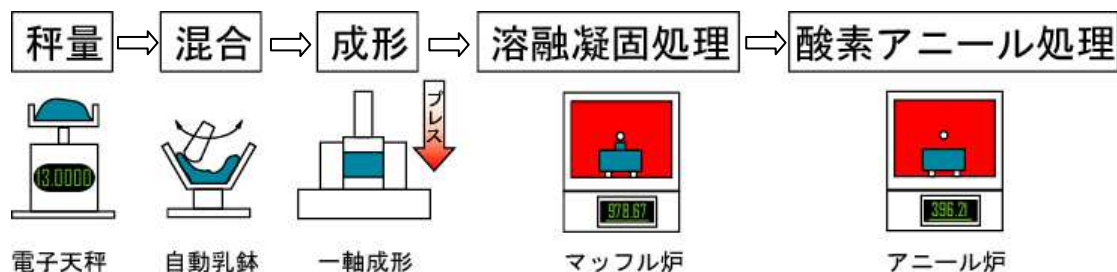 秤量
混合
成形
溶融凝固処理
酸素アニール処理
プレス
13.0000
978.67
396.21
電子天秤
自動乳鉢
一軸成形
マッフル炉
アニール炉